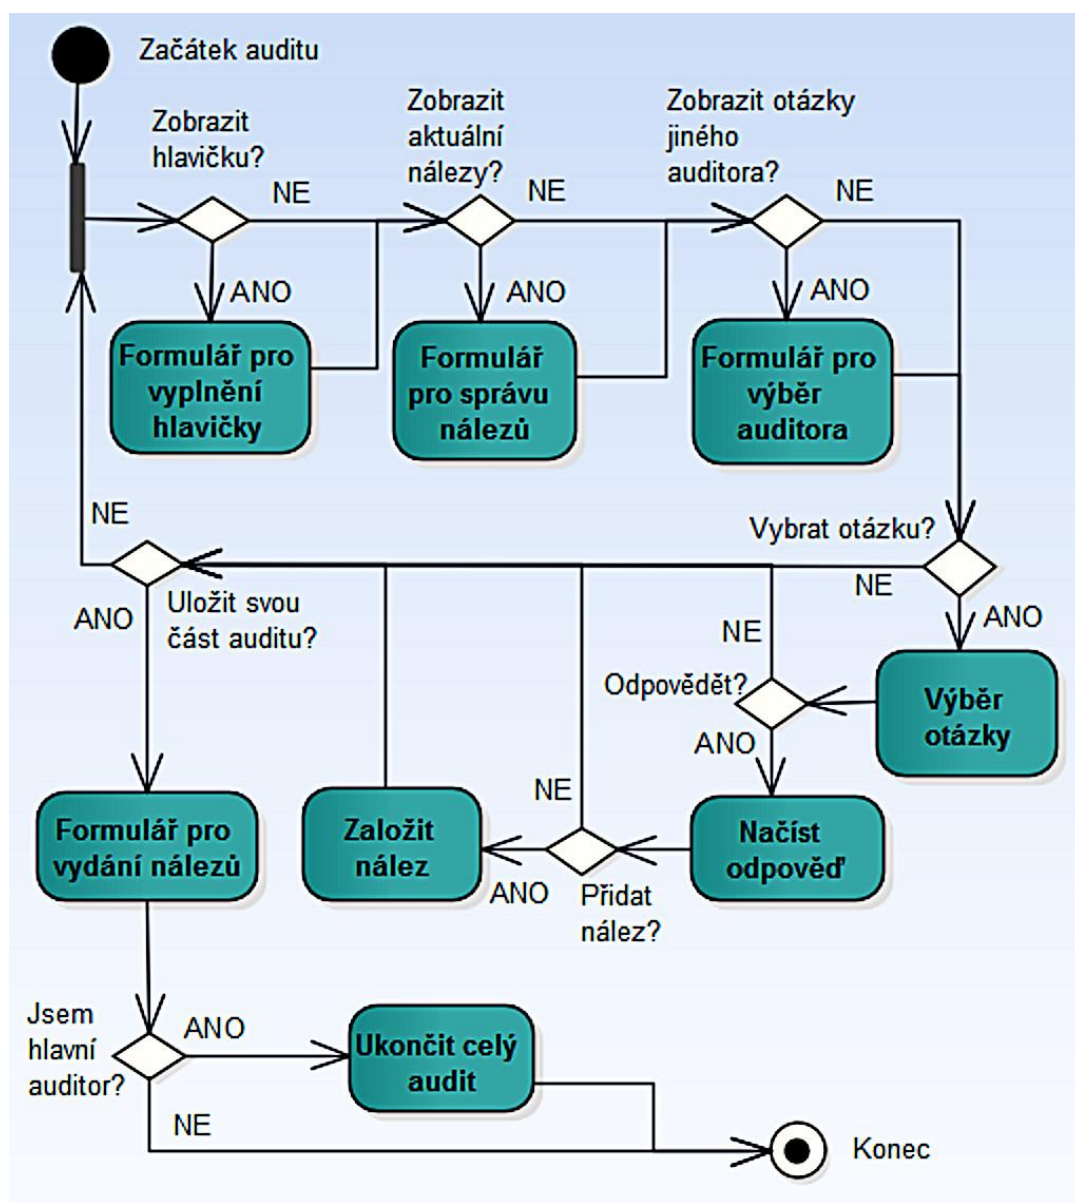 Začátek auditu
Zobrazit
hlavičku?
Zobrazit
aktuální
nálezy?
Zobrazit otázky
jiného
auditora?
NE
NE
NE
ANO
ANO
ANO
Formulář pro
vyplnění
hlavičky
Formulář
pro správu
nálezů
Formulář pro
výběr
auditora
NE
Vybrat otázku?
NE
ANO
Uložit svou
část auditu?
ANO
NE
Odpovědět?
ANO
Výběr
otázky
Formulář pro
vydání nálezů
Založit
nález
NE
ANO
Přidat
nález?
Načíst
odpověď
Jsem
hlavní
auditor?
ANO
Ukončit celý
audit
NE
Konec